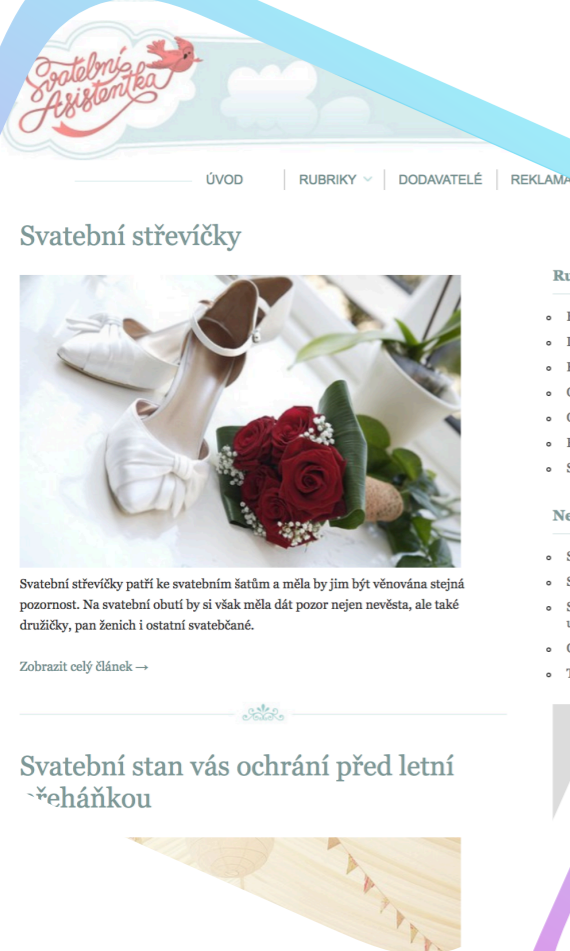 Svatební
Asistentka
ÚVOD
RUBRIKY
DODAVATELÉ
REKLAMA
Svatební střevíčky
Svatební střevíčky patří ke svatebním šatům a měla by jim být věnována stejná
pozornost. Na svatební obutí by si však měla dát pozor nejen nevěsta, ale také
družičky, pan ženich i ostatní svatebčané.
Zobrazit celý článek →
Svatební stan vás ochrání před letní